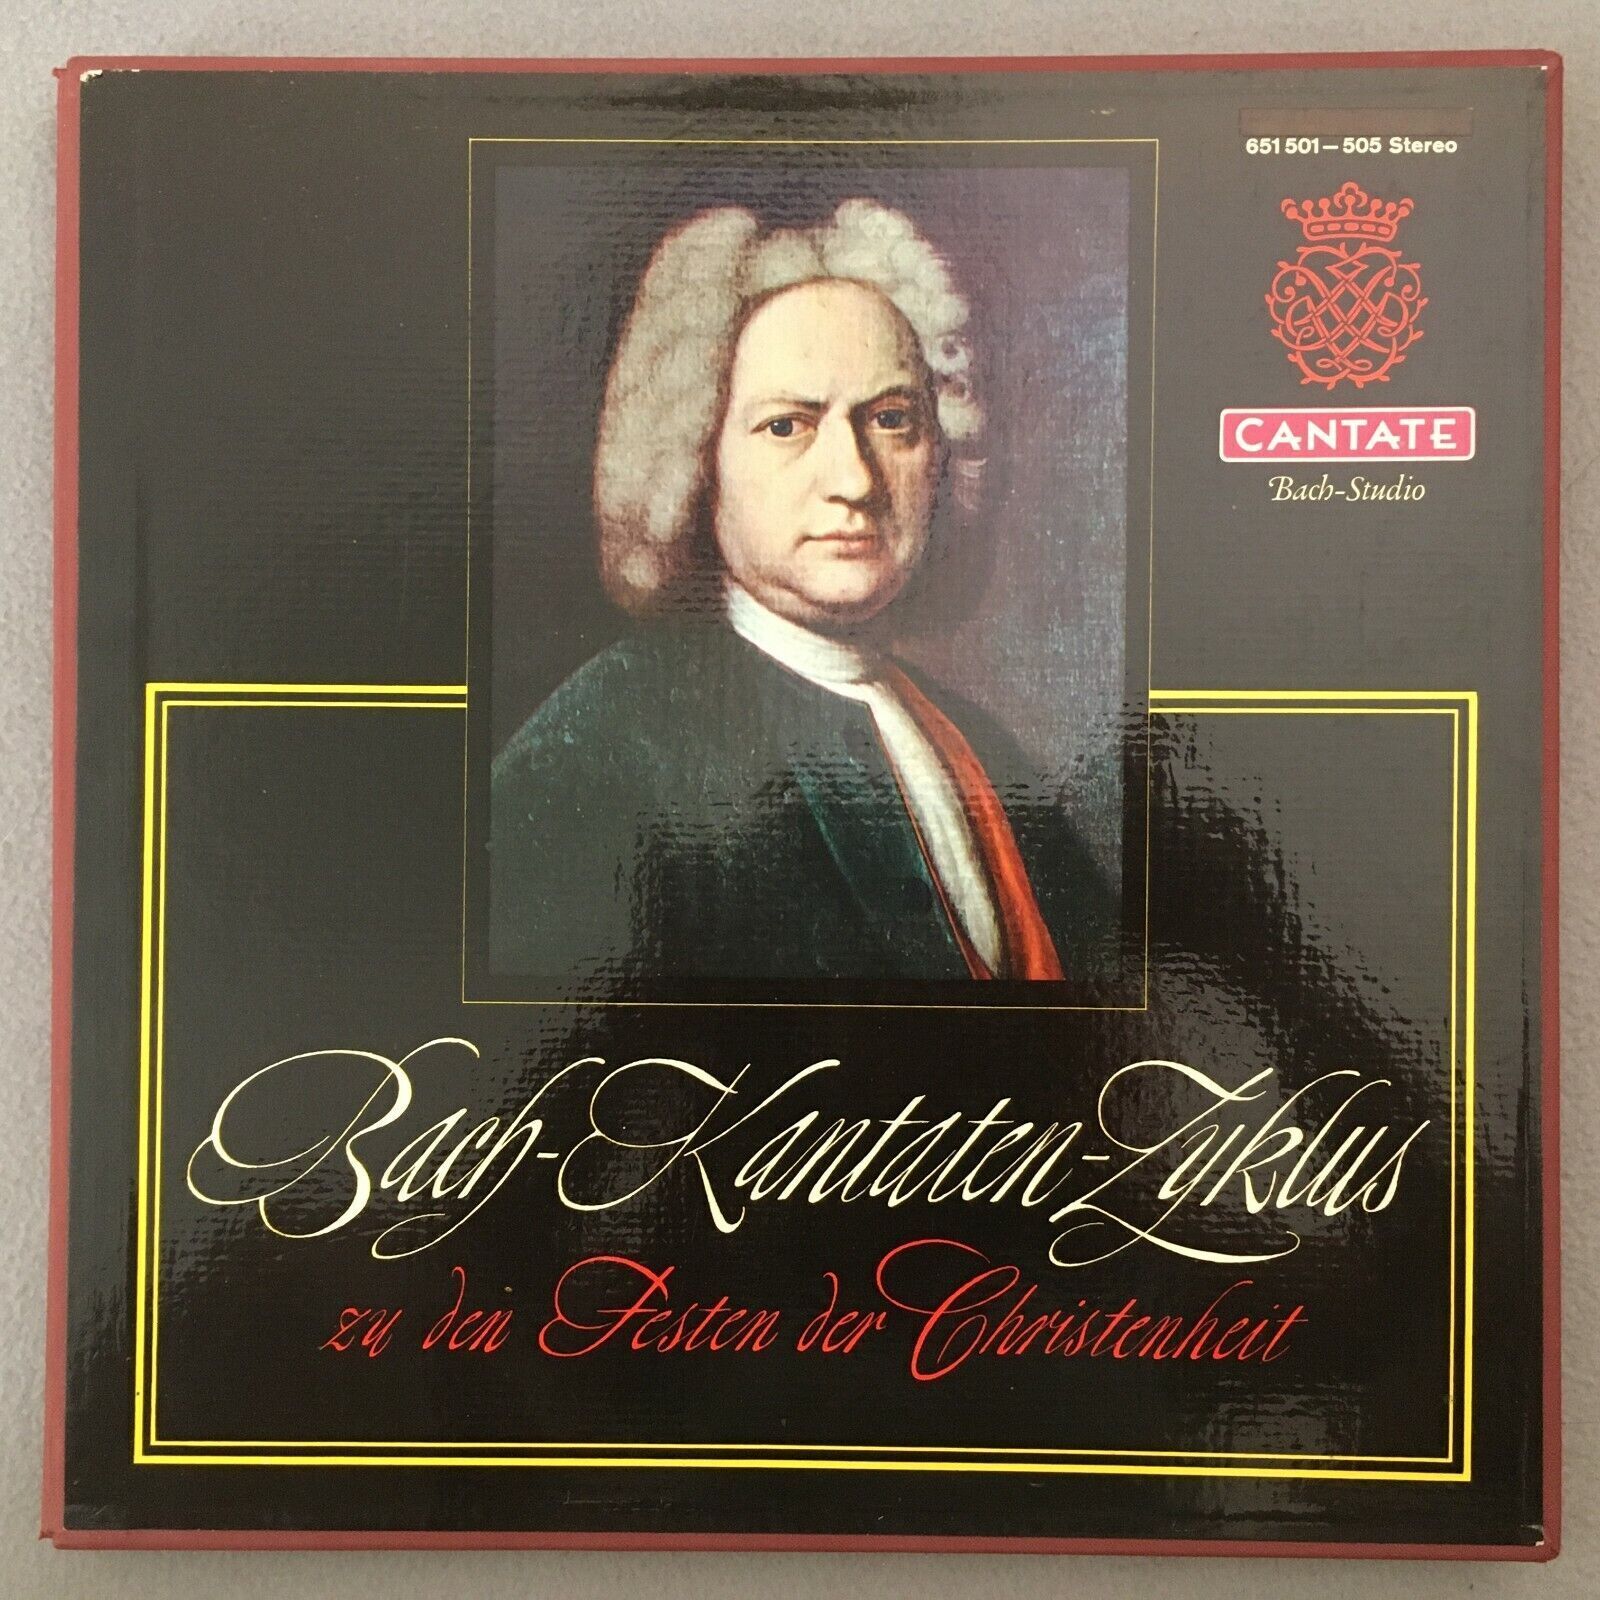 651 501–505 Stereo
CANTATE
Bach-Studio
Bach-Kantaten-Zyklus
zu den Festen der Christenheit